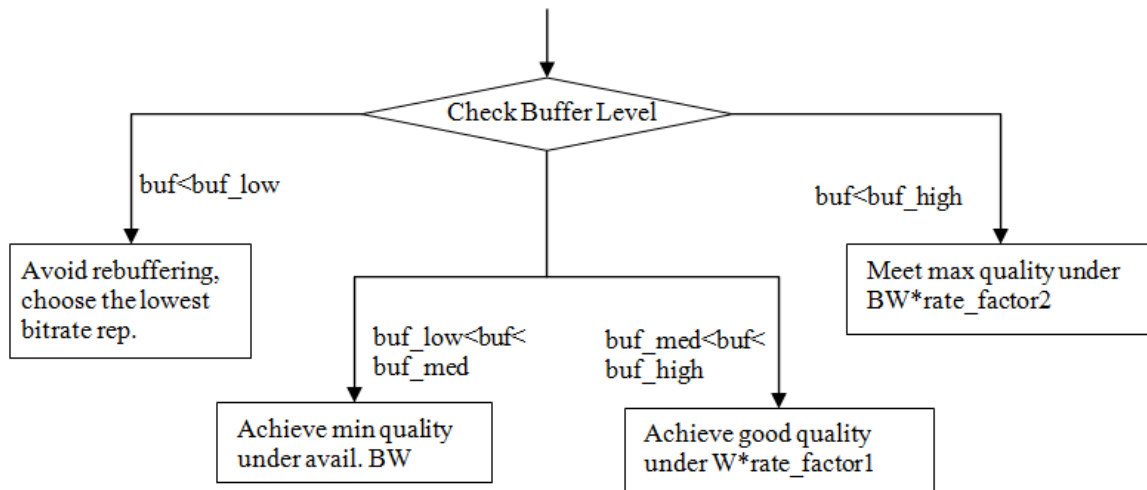 Check Buffer Level
buf<buf_low
buf<buf_high
Avoid rebuffering,
choose the lowest
bitrate rep.
Meet max quality under
BW*rate_factor2
buf_low<buf<
buf_med
buf_med<buf<
buf_high
Achieve min quality
under avail. BW
Achieve good quality
under W*rate_factor1